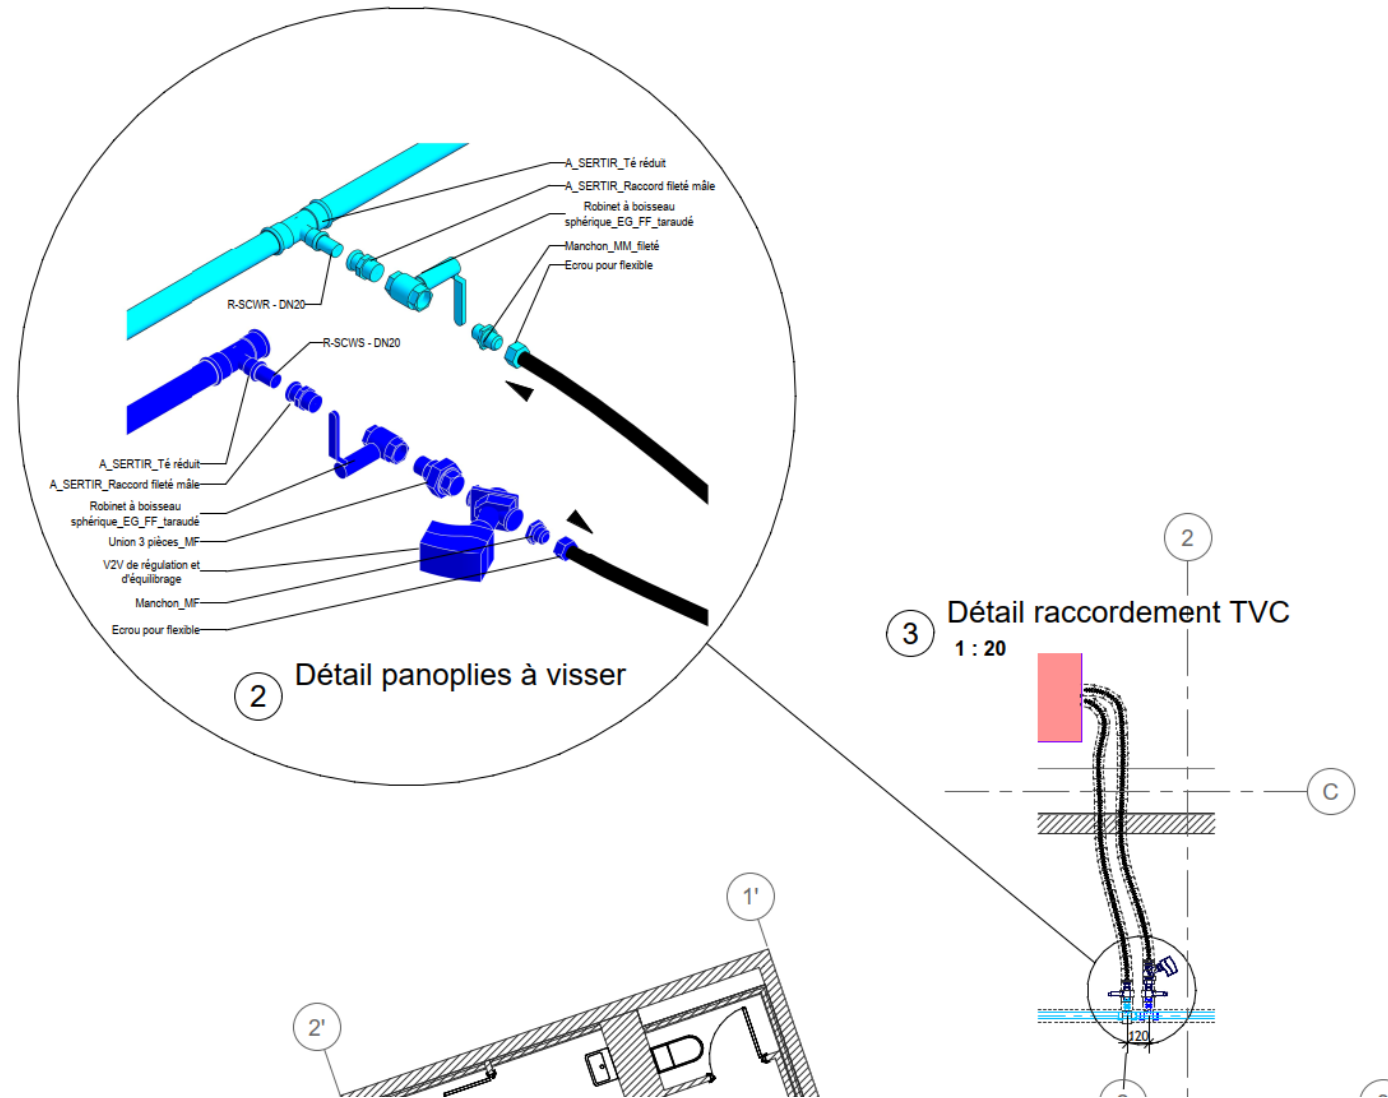 A_SERTIR_Té réduit
A_SERTIR_Raccord fileté mâle
Robinet à boisseau
sphérique_EG_FF_taraudé
Manchon_MM_fileté
Ecrou pour flexible
R-SCWR - DN20
R-SCWS - DN20
A_SERTIR_Té réduit
A_SERTIR_Raccord fileté mâle
Robinet à boisseau
sphérique_EG_FF_taraudé
Union 3 pièces_MF
V2V de régulation et
d'équilibrage
Manchon_MF
Ecrou pour flexible
2
Détail panoplies à visser
2
3
Détail raccordement TVC
1 : 20
C
1'
2'
120